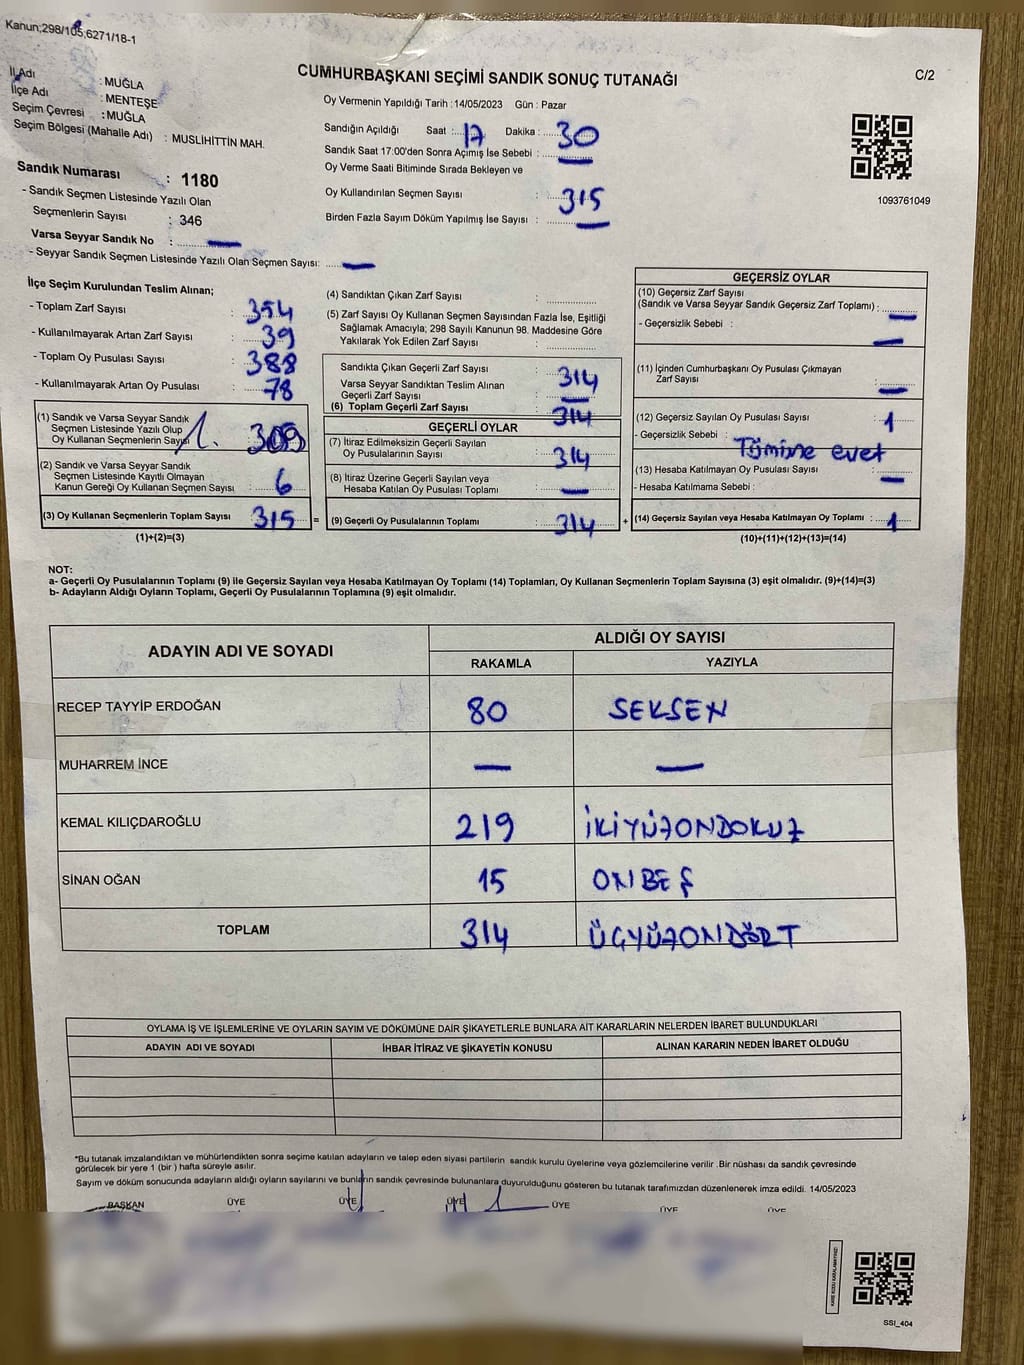 Kanun;298/105;6271/18-1
C/2
CUMHURBAŞKANI SEÇİMİ SANDIK SONUÇ TUTANAĞI
İl Adı : MUĞLA
İlçe Adı : MENTEŞE
Seçim Çevresi : MUĞLA
Seçim Bölgesi (Mahalle Adı) : MUSLİHİTTİN MAH.
Sandık Numarası : 1180
- Sandık Seçmen Listesinde Yazılı Olan
Seçmenlerin Sayısı : 346
Varsa Seyyar Sandık No : —
- Seyyar Sandık Seçmen Listesinde Yazılı Olan Seçmen Sayısı: —
Oy Vermenin Yapıldığı Tarih : 14/05/2023 Gün : Pazar
Sandığın Açıldığı Saat : 17 Dakika : 30
Sandık Saat 17:00'den Sonra Açımış İse Sebebi : —
Oy Verme Saati Bitiminde Sırada Bekleyen ve
Oy Kullandırılan Seçmen Sayısı : 315
Birden Fazla Sayım Döküm Yapılmış İse Sayısı : —
1093761049
İlçe Seçim Kurulundan Teslim Alınan;
- Toplam Zarf Sayısı : 354
- Kullanılmayarak Artan Zarf Sayısı : 39
- Toplam Oy Pusulası Sayısı : 388
- Kullanılmayarak Artan Oy Pusulası : 78
(1) Sandık ve Varsa Seyyar Sandık
Seçmen Listesinde Yazılı Olup
Oy Kullanan Seçmenlerin Sayısı 309
(2) Sandık ve Varsa Seyyar Sandık
Seçmen Listesinde Kayıtlı Olmayan
Kanun Gereği Oy Kullanan Seçmen Sayısı : 6
(3) Oy Kullanan Seçmenlerin Toplam Sayısı : 315 =
(1)+(2)=(3)
(4) Sandıktan Çıkan Zarf Sayısı :
(5) Zarf Sayısı Oy Kullanan Seçmen Sayısından Fazla İse, Eşitliği
Sağlamak Amacıyla; 298 Sayılı Kanunun 98. Maddesine Göre
Yakılarak Yok Edilen Zarf Sayısı :
Sandıkta Çıkan Geçerli Zarf Sayısı : 314
Varsa Seyyar Sandıktan Teslim Alınan
Geçerli Zarf Sayısı : —
(6) Toplam Geçerli Zarf Sayısı : 314
GEÇERLİ OYLAR
(7) İtiraz Edilmeksizin Geçerli Sayılan
Oy Pusulalarının Sayısı : 314
(8) İtiraz Üzerine Geçerli Sayılan veya
Hesaba Katılan Oy Pusulası Toplamı : —
(9) Geçerli Oy Pusulalarının Toplamı : 314 +
GEÇERSİZ OYLAR
(10) Geçersiz Zarf Sayısı
(Sandık ve Varsa Seyyar Sandık Geçersiz Zarf Toplamı) : —
- Geçersizlik Sebebi : —
(11) İçinden Cumhurbaşkanı Oy Pusulası Çıkmayan
Zarf Sayısı : —
(12) Geçersiz Sayılan Oy Pusulası Sayısı : 1
- Geçersizlik Sebebi : Tümüne evet
(13) Hesaba Katılmayan Oy Pusulası Sayısı : —
- Hesaba Katılmama Sebebi :
(14) Geçersiz Sayılan veya Hesaba Katılmayan Oy Toplamı : 1
(10)+(11)+(12)+(13)=(14)
NOT:
a- Geçerli Oy Pusulalarının Toplamı (9) ile Geçersiz Sayılan veya Hesaba Katılmayan Oy Toplamı (14) Toplamları, Oy Kullanan Seçmenlerin Toplam Sayısına (3) eşit olmalıdır. (9)+(14)=(3)
b- Adayların Aldığı Oyların Toplamı, Geçerli Oy Pusulalarının Toplamına (9) eşit olmalıdır.
ADAYIN ADI VE SOYADI
ALDIĞI OY SAYISI
RAKAMLA YAZIYLA
RECEP TAYYİP ERDOĞAN 80 SEKSEN
MUHARREM İNCE — —
KEMAL KILIÇDAROĞLU 219 İKİYÜZONDOKUZ
SİNAN OĞAN 15 ONBEŞ
TOPLAM 314 ÜÇYÜZONDÖRT
OYLAMA İŞ VE İŞLEMLERİNE VE OYLARIN SAYIM VE DÖKÜMÜNE DAİR ŞİKAYETLERLE BUNLARA AİT KARARLARIN NELERDEN İBARET BULUNDUKLARI
ADAYIN ADI VE SOYADI İHBAR İTİRAZ VE ŞİKAYETİN KONUSU ALINAN KARARIN NEDEN İBARET OLDUĞU
*Bu tutanak imzalandıktan ve mühürlendikten sonra seçime katılan adayların ve talep eden siyasi partilerin sandık kurulu üyelerine veya gözlemcilerine verilir .Bir nüshası da sandık çevresinde
görülecek bir yere 1 (bir ) hafta süreyle asılır.
Sayım ve döküm sonucunda adayların aldığı oyların sayılarını ve bunların sandık çevresinde bulunanlara duyurulduğunu gösteren bu tutanak tarafımızdan düzenlenerek imza edildi. 14/05/2023
BAŞKAN ÜYE ÜYE ÜYE ÜYE ÜYE ÜYE
SSI_404